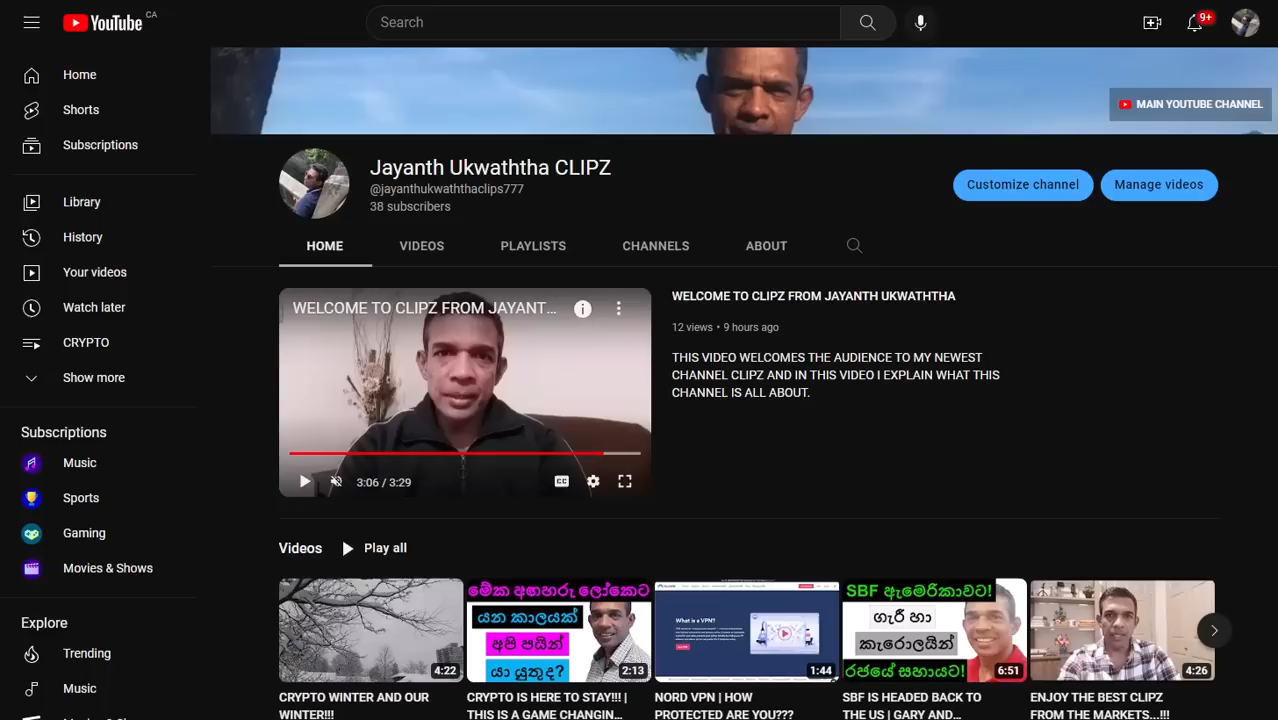 YouTube CA
Search
9+
Home
Shorts
Subscriptions
Library
History
Your videos
Watch later
CRYPTO
Show more
Subscriptions
Music
Sports
Gaming
Movies & Shows
Explore
Trending
Music
MAIN YOUTUBE CHANNEL
Jayanth Ukwaththa CLIPZ
@jayanthukwaththaclips777
38 subscribers
Customize channel
Manage videos
HOME
VIDEOS
PLAYLISTS
CHANNELS
ABOUT
WELCOME TO CLIPZ FROM JAYANT...
3:06 / 3:29
CC
WELCOME TO CLIPZ FROM JAYANTH UKWATHTHA
12 views • 9 hours ago
THIS VIDEO WELCOMES THE AUDIENCE TO MY NEWEST
CHANNEL CLIPZ AND IN THIS VIDEO I EXPLAIN WHAT THIS
CHANNEL IS ALL ABOUT.
Videos
Play all
4:22
CRYPTO WINTER AND OUR
WINTER!!!
මේක අඟහරු ලෝකෙට
යන කාලයක්
අපි පයින්
යා යුතුද?
2:13
CRYPTO IS HERE TO STAY!!! |
THIS IS A GAME CHANGING...
What is a VPN?
1:44
NORD VPN | HOW
PROTECTED ARE YOU???
SBF ඇමෙරිකාවට!
ගැරී හා
කැරොලයින්
රජයේ සහායට!
6:51
SBF IS HEADED BACK TO
THE US | GARY AND...
4:26
ENJOY THE BEST CLIPZ
FROM THE MARKETS...!!!